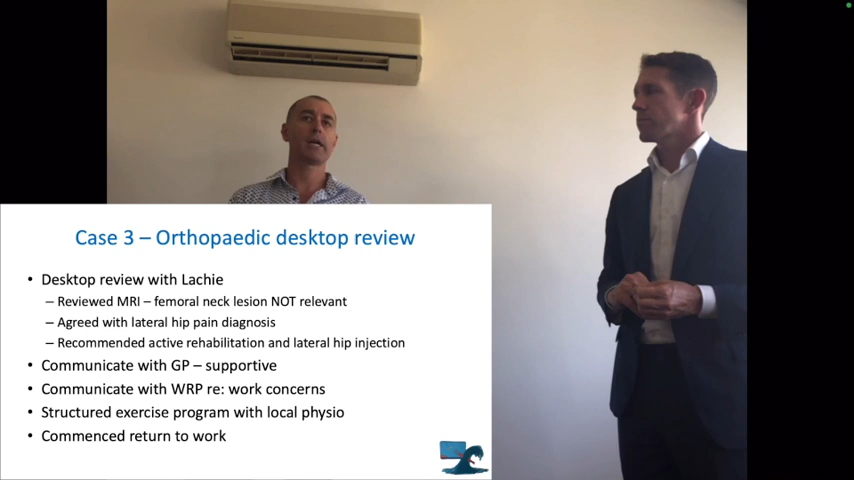 Case 3 – Orthopaedic desktop review
• Desktop review with Lachie
– Reviewed MRI – femoral neck lesion NOT relevant
– Agreed with lateral hip pain diagnosis
– Recommended active rehabilitation and lateral hip injection
• Communicate with GP – supportive
• Communicate with WRP re: work concerns
• Structured exercise program with local physio
• Commenced return to work